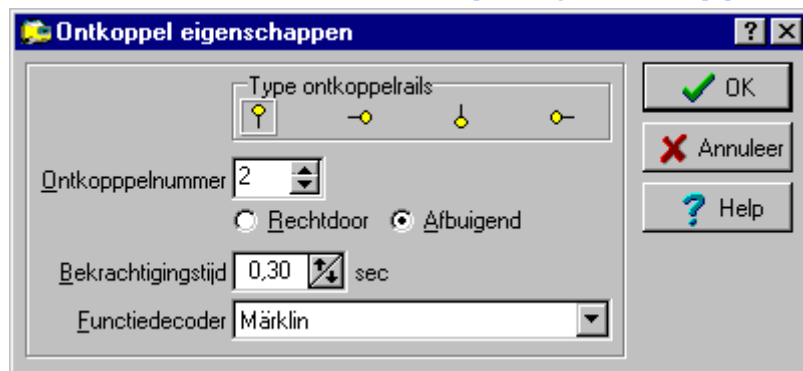 Ontkoppel eigenschappen
Type ontkoppelrails
OK
Annuleer
Help
Ontkopppelnummer 2
Rechtdoor Afbuigend
Bekrachtigingstijd 0,30 sec
Functiedecoder Märklin